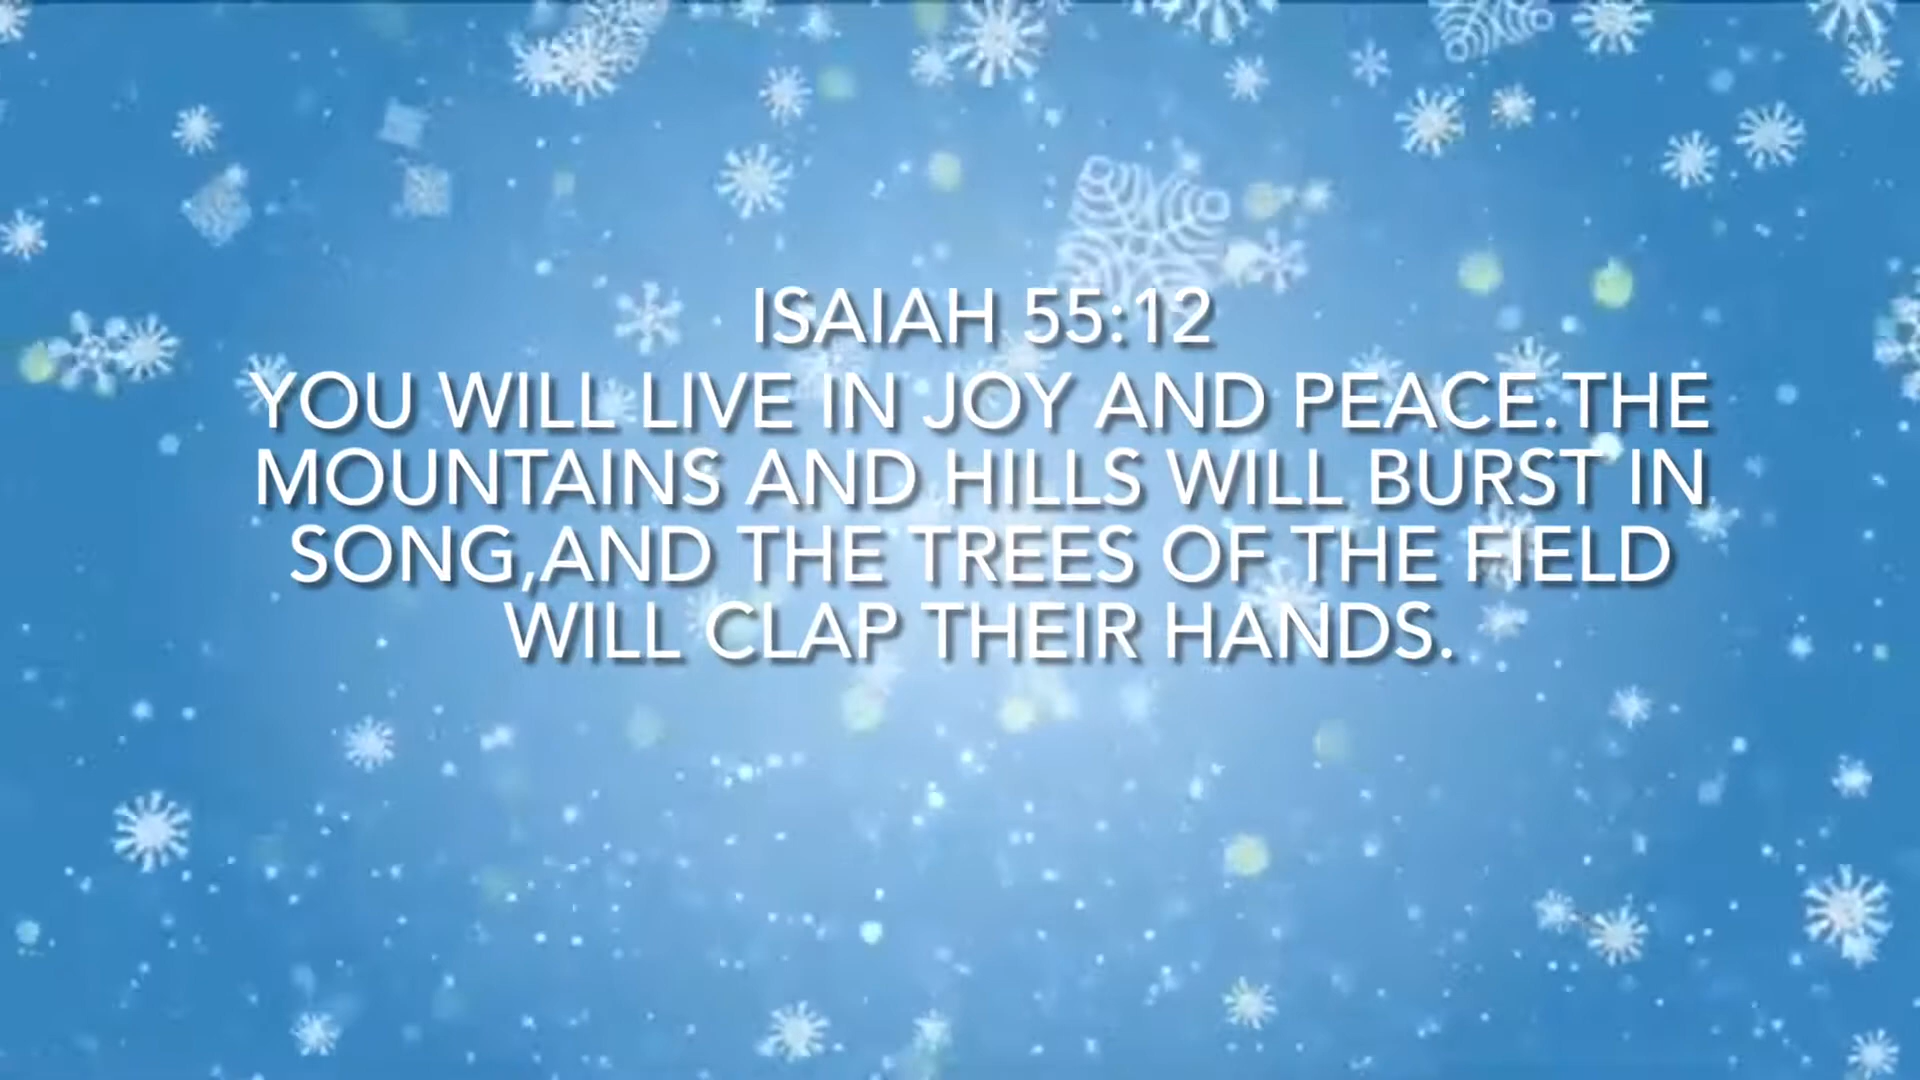 ISAIAH 55:12
YOU WILL LIVE IN JOY AND PEACE.THE
MOUNTAINS AND HILLS WILL BURST IN
SONG,AND THE TREES OF THE FIELD
WILL CLAP THEIR HANDS.